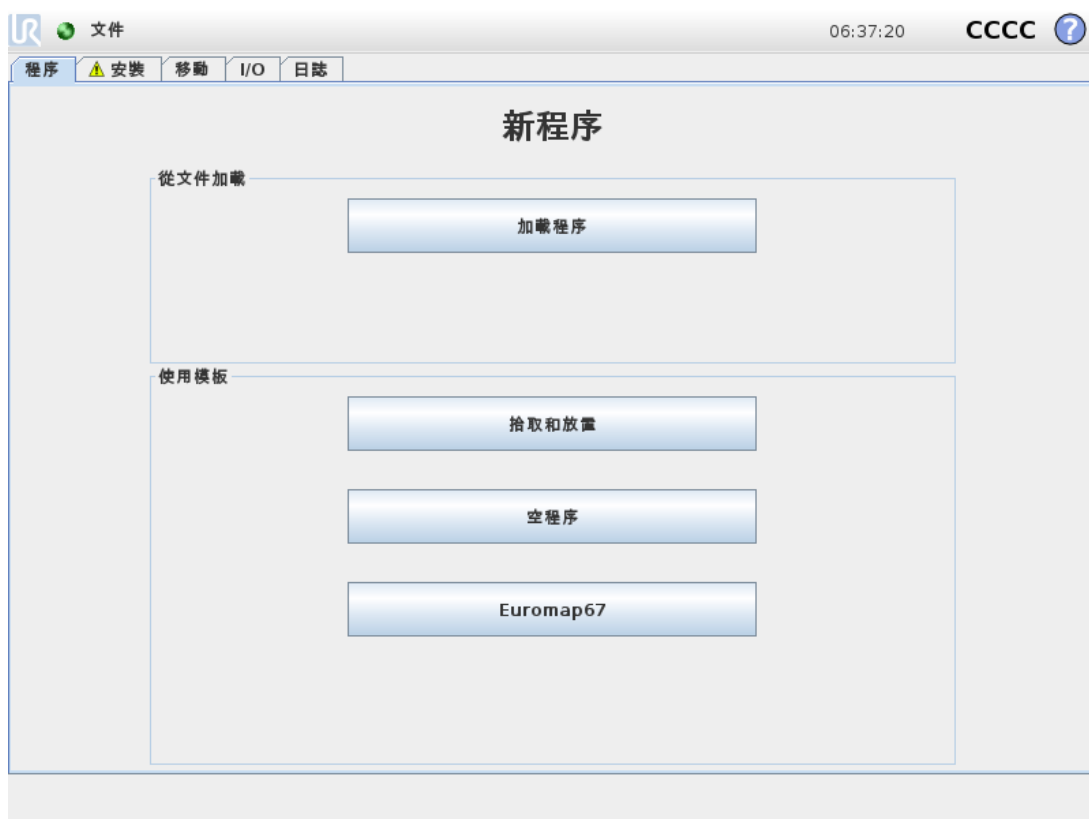 UR 文件 06:37:20 CCCC ?
程序 安裝 移動 I/O 日誌
新程序
從文件加載
加載程序
使用模板
拾取和放置
空程序
Euromap67